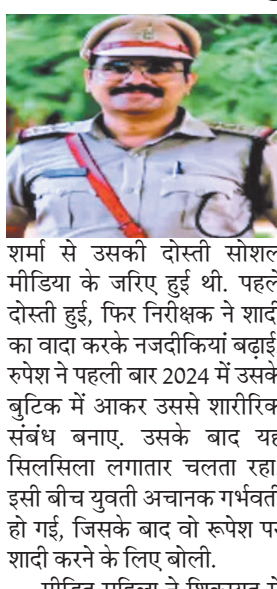 शर्मा से उसकी दोस्ती सोशल
मीडिया के जरिए हुई थी. पहले
दोस्ती हुई, फिर निरीक्षक ने शादी
का वादा करके नजदीकियां बढ़ाई
रुपेश ने पहली बार 2024 में उसके
बुटिक में आकर उससे शारीरिक
संबंध बनाए. उसके बाद यह
सिलसिला लगातार चलता रहा
इसी बीच युवती अचानक गर्भवती
हो गई, जिसके बाद वो रूपेश पर
शादी करने के लिए बोली.